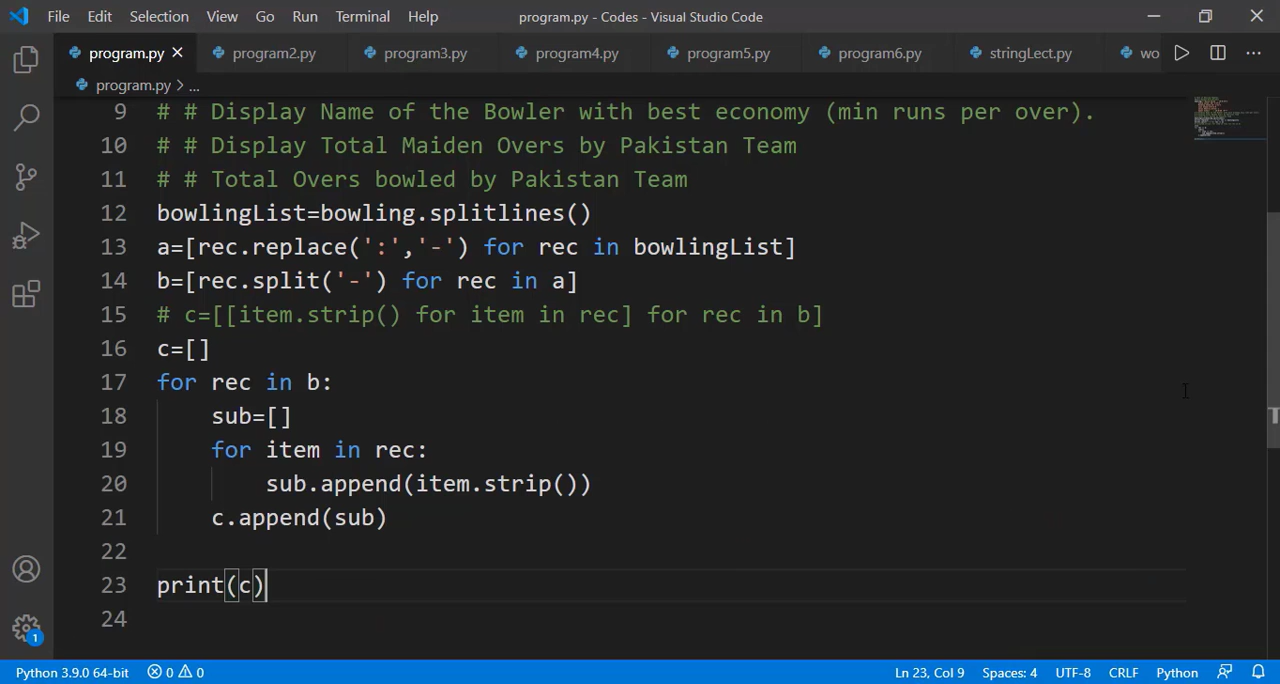 File Edit Selection View Go Run Terminal Help program.py - Codes - Visual Studio Code
program.py program2.py program3.py program4.py program5.py program6.py stringLect.py wo
program.py > ...
9 # # Display Name of the Bowler with best economy (min runs per over).
10 # # Display Total Maiden Overs by Pakistan Team
11 # # Total Overs bowled by Pakistan Team
12 bowlingList=bowling.splitlines()
13 a=[rec.replace(':','-') for rec in bowlingList]
14 b=[rec.split('-') for rec in a]
15 # c=[[item.strip() for item in rec] for rec in b]
16 c=[]
17 for rec in b:
18 sub=[]
19 for item in rec:
20 sub.append(item.strip())
21 c.append(sub)
22
23 print(c)
24
1
Python 3.9.0 64-bit 0 0 Ln 23, Col 9 Spaces: 4 UTF-8 CRLF Python